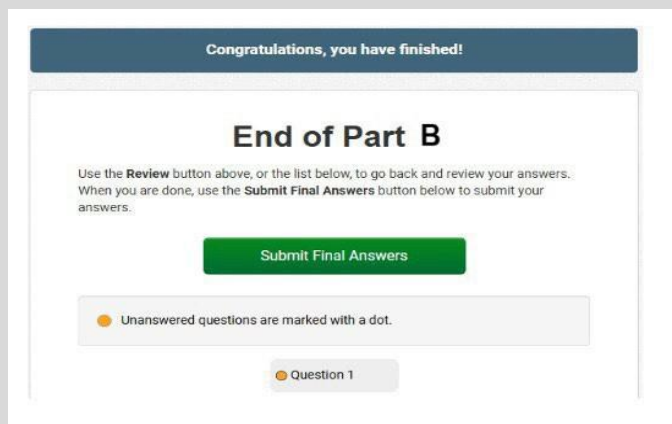 Congratulations, you have finished!
End of Part B
Use the Review button above, or the list below, to go back and review your answers.
When you are done, use the Submit Final Answers button below to submit your
answers.
Submit Final Answers
Unanswered questions are marked with a dot.
Question 1